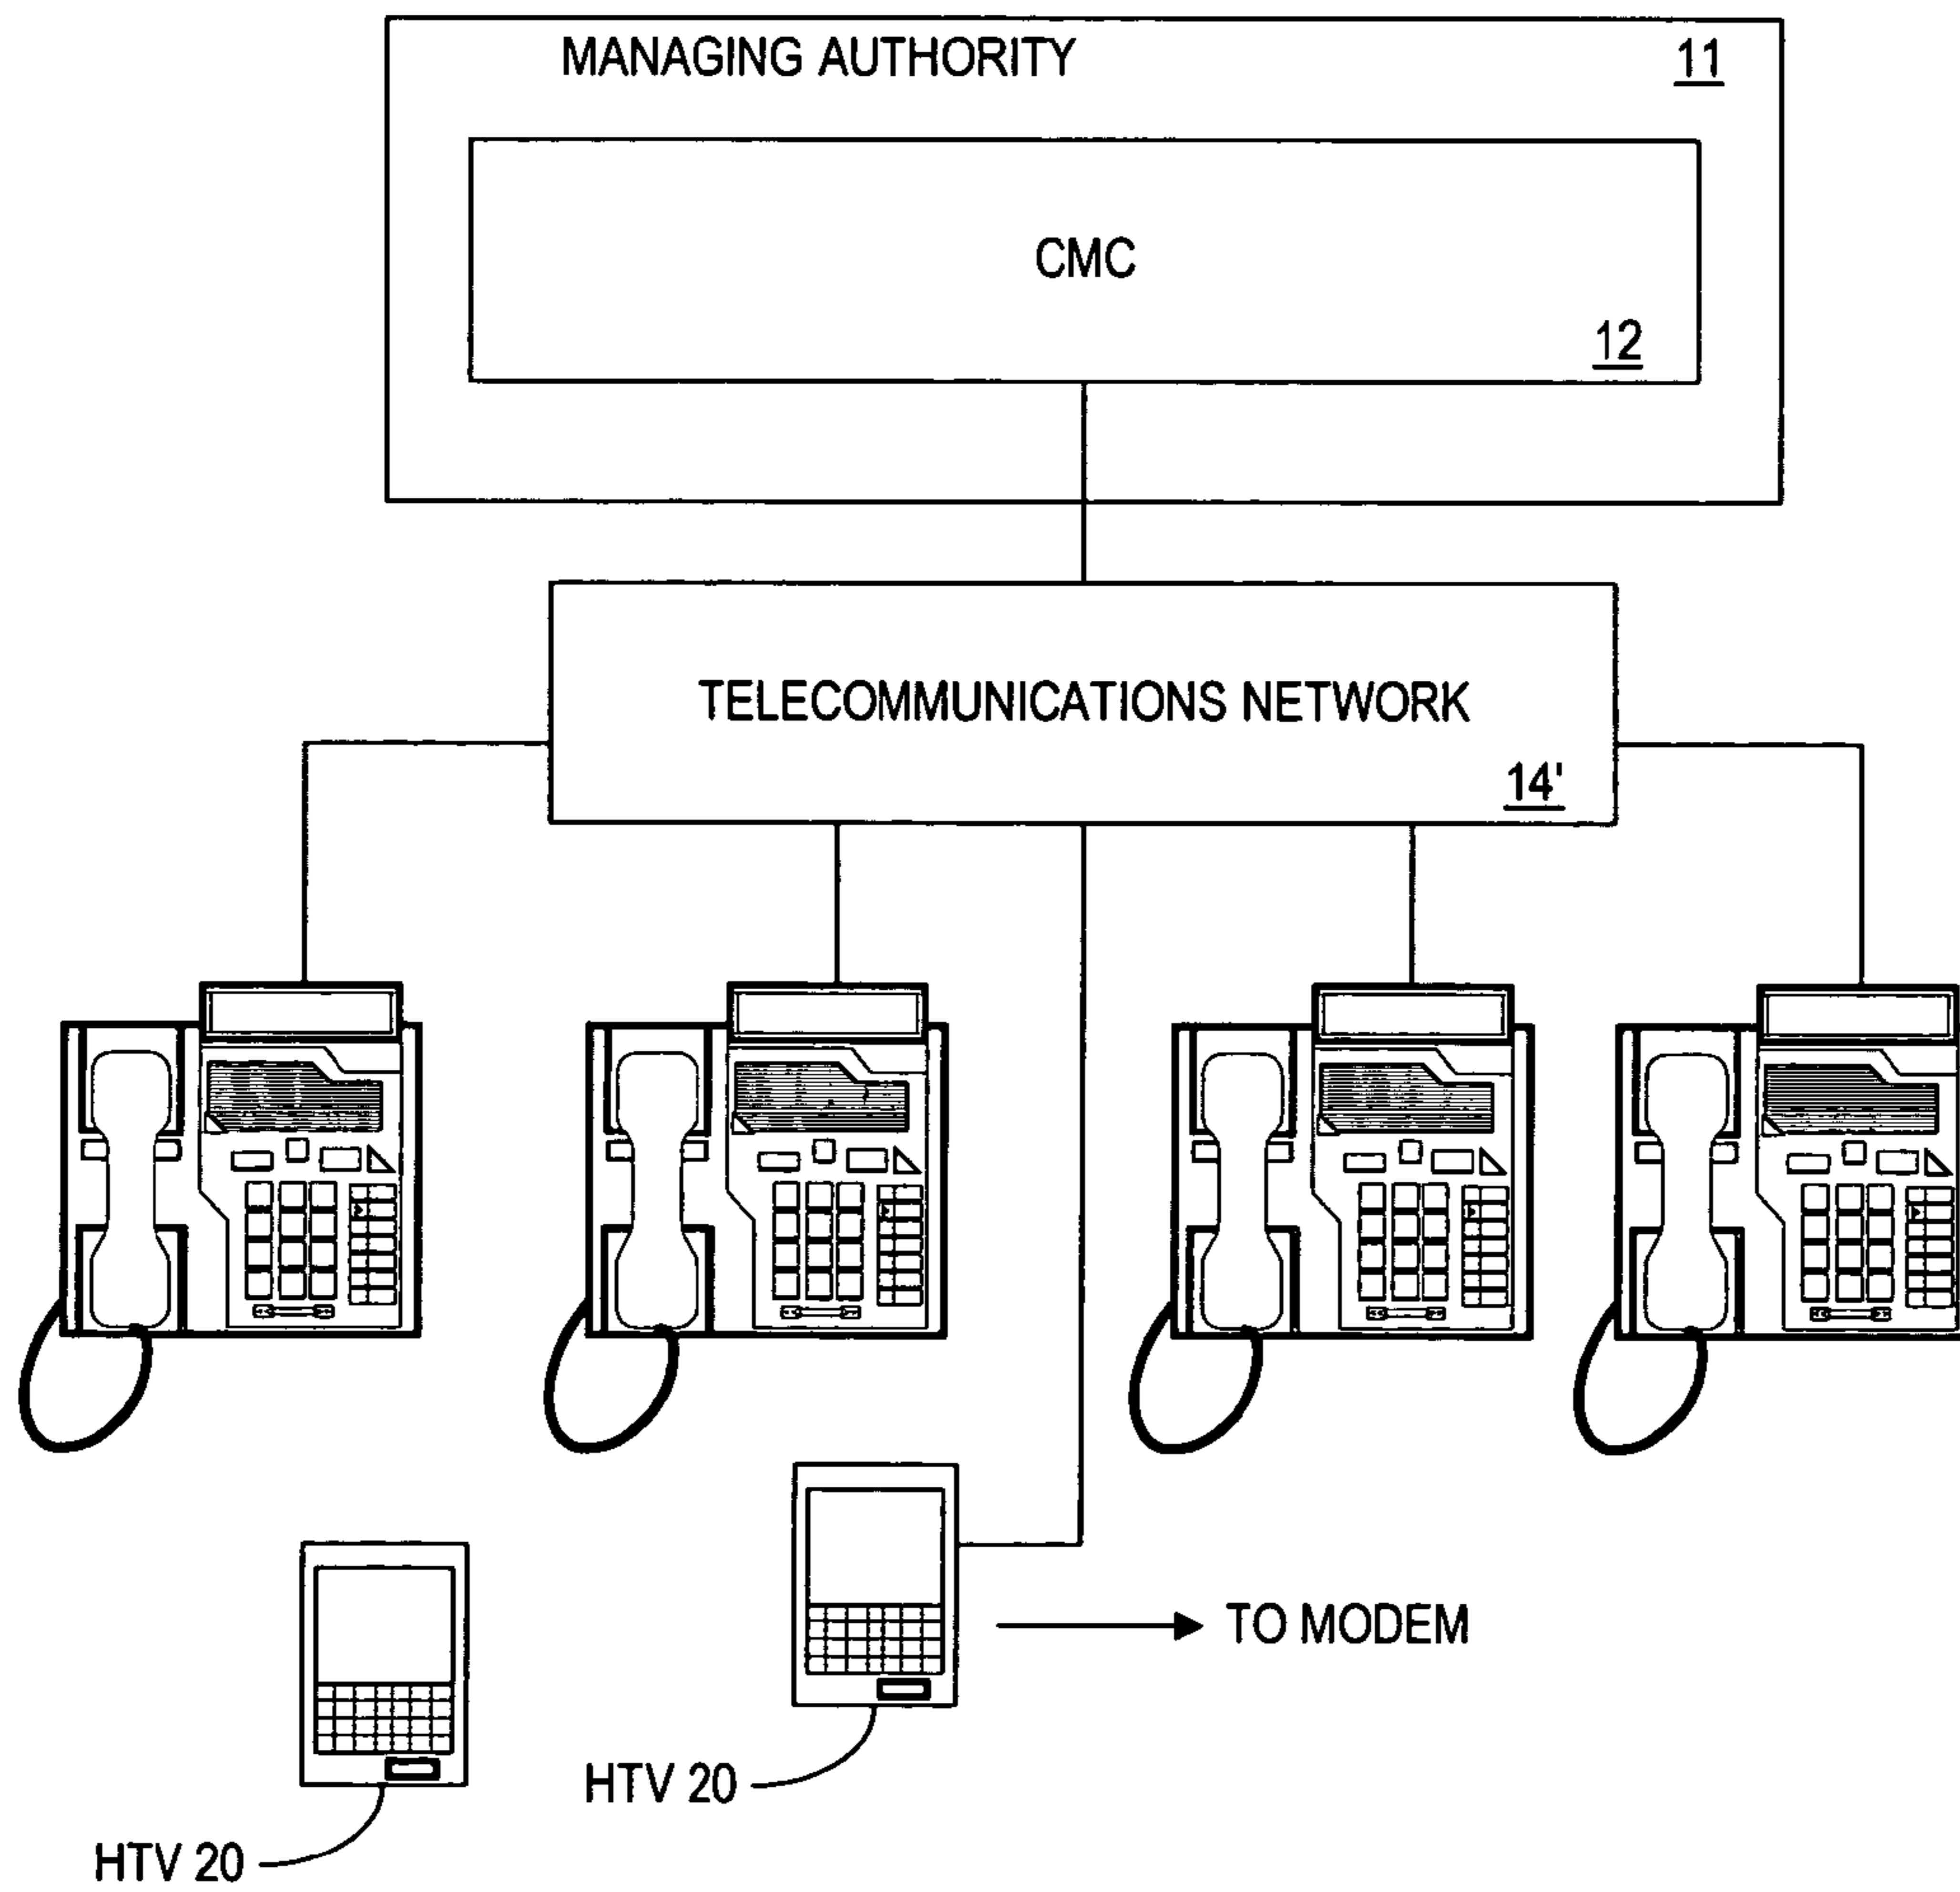 MANAGING AUTHORITY
11
CMC
12
TELECOMMUNICATIONS NETWORK
14'
TO MODEM
HTV 20
HTV 20